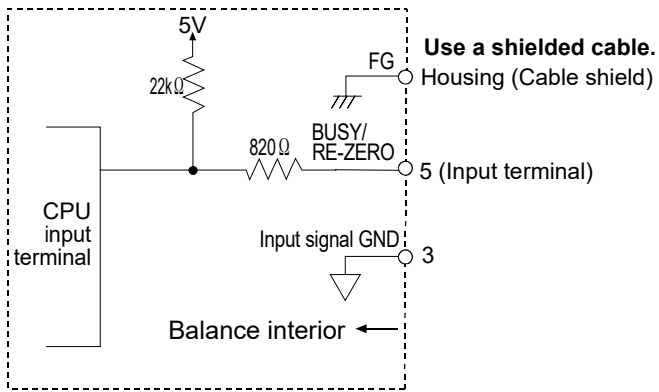 5V
Use a shielded cable.
FG
Housing (Cable shield)
22kΩ
BUSY/
RE-ZERO
820Ω
5 (Input terminal)
CPU
input
terminal
Input signal GND
3
Balance interior